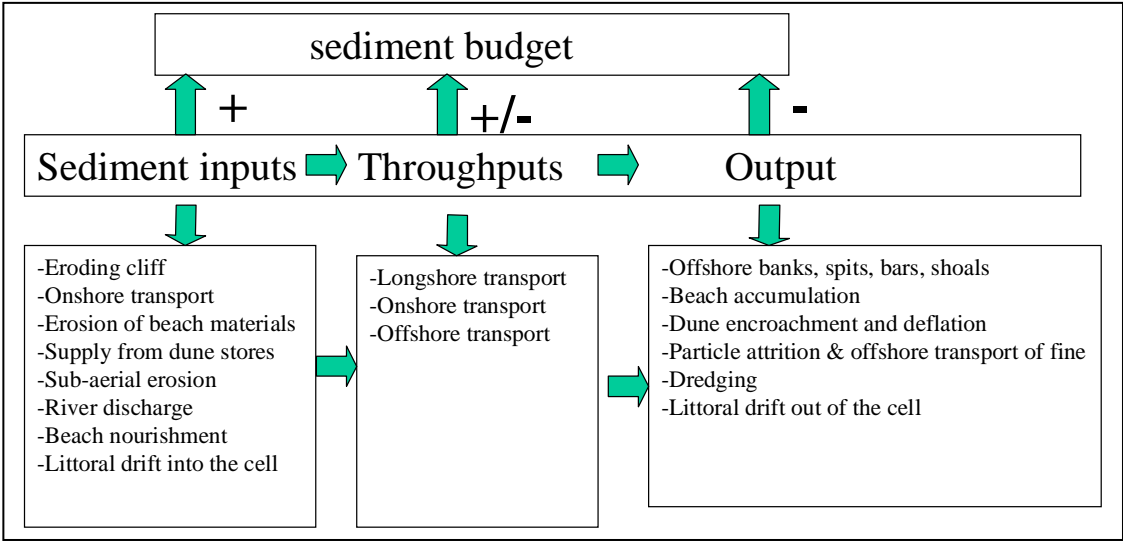 sediment budget
+
+/-
-
Sediment inputs
Throughputs
Output
-Eroding cliff
-Onshore transport
-Erosion of beach materials
-Supply from dune stores
-Sub-aerial erosion
-River discharge
-Beach nourishment
-Littoral drift into the cell
-Longshore transport
-Onshore transport
-Offshore transport
-Offshore banks, spits, bars, shoals
-Beach accumulation
-Dune encroachment and deflation
-Particle attrition & offshore transport of fine
-Dredging
-Littoral drift out of the cell